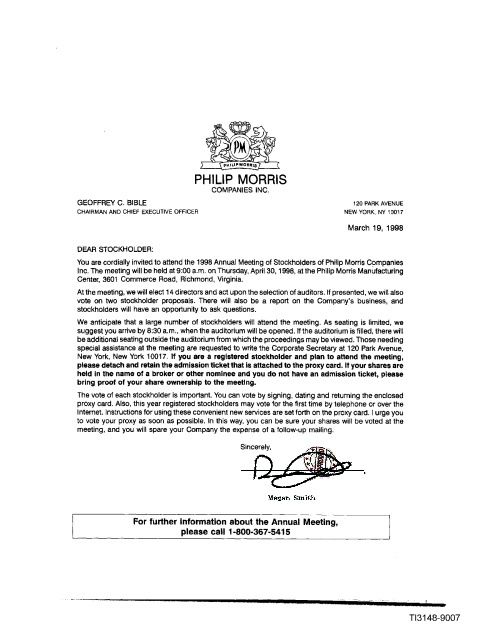 PM
PHILIP MORRIS
PHILIP MORRIS
COMPANIES INC.
GEOFFREY C. BIBLE
CHAIRMAN AND CHIEF EXECUTIVE OFFICER
120 PARK AVENUE
NEW YORK, NY 10017
March 19, 1998
DEAR STOCKHOLDER:
You are cordially invited to attend the 1998 Annual Meeting of Stockholders of Philip Morris Companies
Inc. The meeting will be held at 9:00 a.m. on Thursday, April 30, 1998, at the Philip Morris Manufacturing
Center, 3601 Commerce Road, Richmond, Virginia.
At the meeting, we will elect 14 directors and act upon the selection of auditors. If presented, we will also
vote on two stockholder proposals. There will also be a report on the Company's business, and
stockholders will have an opportunity to ask questions.
We anticipate that a large number of stockholders will attend the meeting. As seating is limited, we
suggest you arrive by 8:30 a.m., when the auditorium will be opened. If the auditorium is filled, there will
be additional seating outside the auditorium from which the proceedings may be viewed. Those needing
special assistance at the meeting are requested to write the Corporate Secretary at 120 Park Avenue,
New York, New York 10017. If you are a registered stockholder and plan to attend the meeting,
please detach and retain the admission ticket that is attached to the proxy card. If your shares are
held in the name of a broker or other nominee and you do not have an admission ticket, please
bring proof of your share ownership to the meeting.
The vote of each stockholder is important. You can vote by signing, dating and returning the enclosed
proxy card. Also, this year registered stockholders may vote for the first time by telephone or over the
Internet. Instructions for using these convenient new services are set forth on the proxy card. I urge you
to vote your proxy as soon as possible. In this way, you can be sure your shares will be voted at the
meeting, and you will spare your Company the expense of a follow-up mailing.
Sincerely,
Megan Smith
For further information about the Annual Meeting,
please call 1-800-367-5415
TI3148-9007